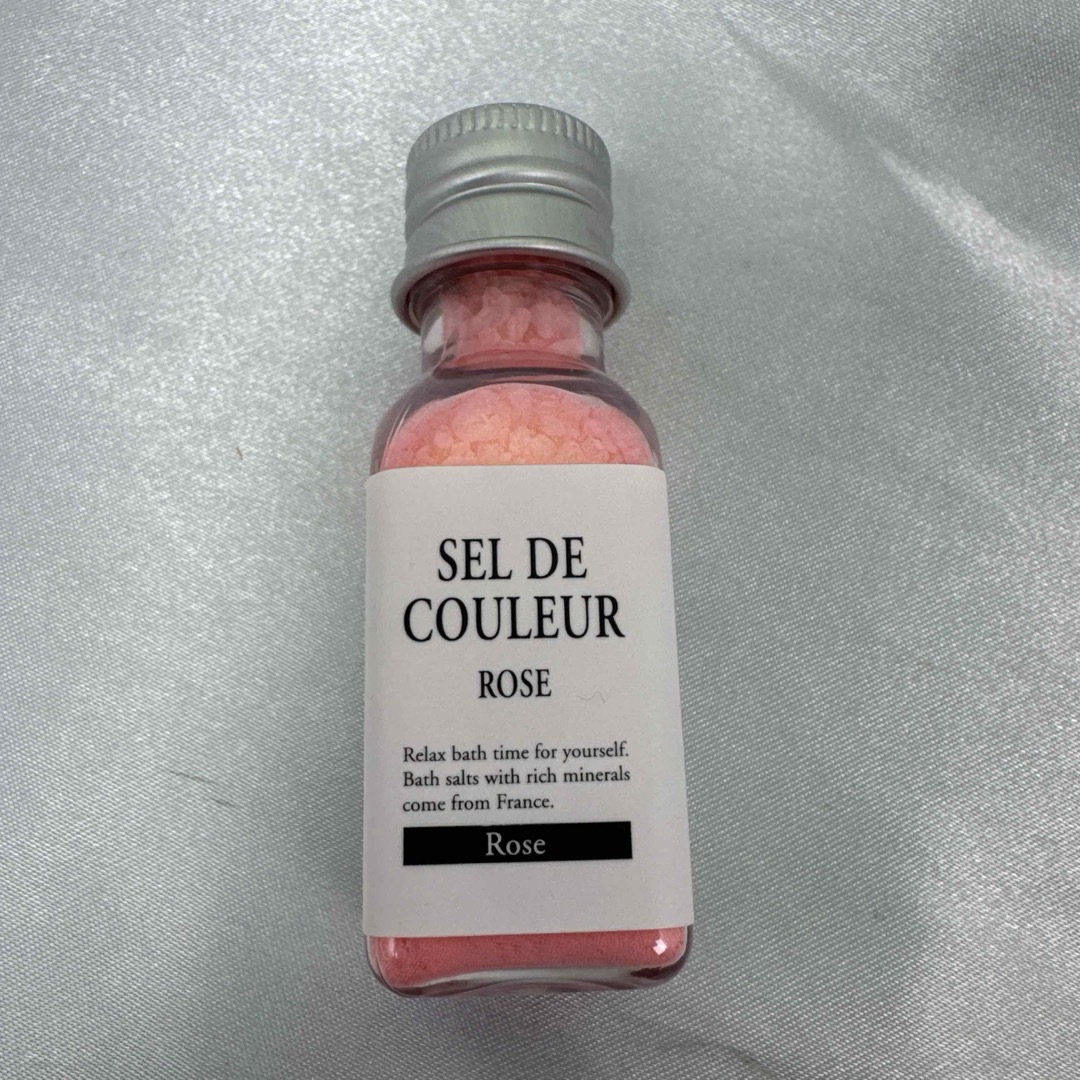 SEL DE
COULEUR
ROSE
Relax bath time for yourself.
Bath salts with rich minerals
come from France.
Rose